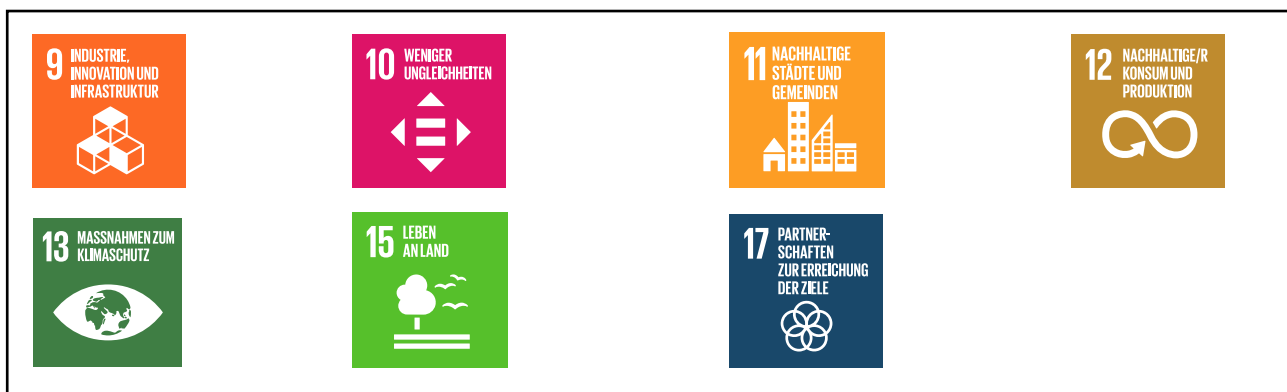 9 INDUSTRIE,
INNOVATION UND
INFRASTRUKTUR
10 WENIGER
UNGLEICHHEITEN
11 NACHHALTIGE
STÄDTE UND
GEMEINDEN
12 NACHHALTIGE/R
KONSUM UND
PRODUKTION
13 MASSNAHMEN ZUM
KLIMASCHUTZ
15 LEBEN
AN LAND
17 PARTNER-
SCHAFTEN
ZUR ERREICHUNG
DER ZIELE